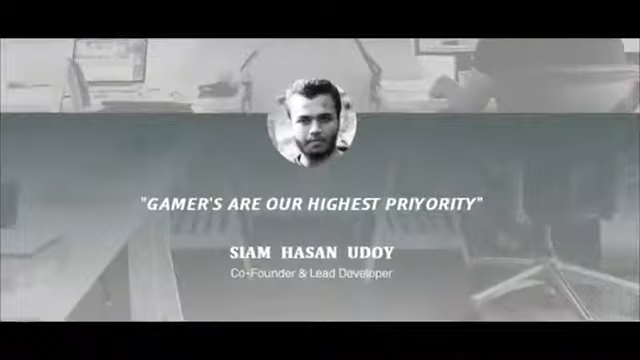 "GAMER'S ARE OUR HIGHEST PRIYORITY"
SIAM HASAN UDOY
Co-Founder & Lead Developer